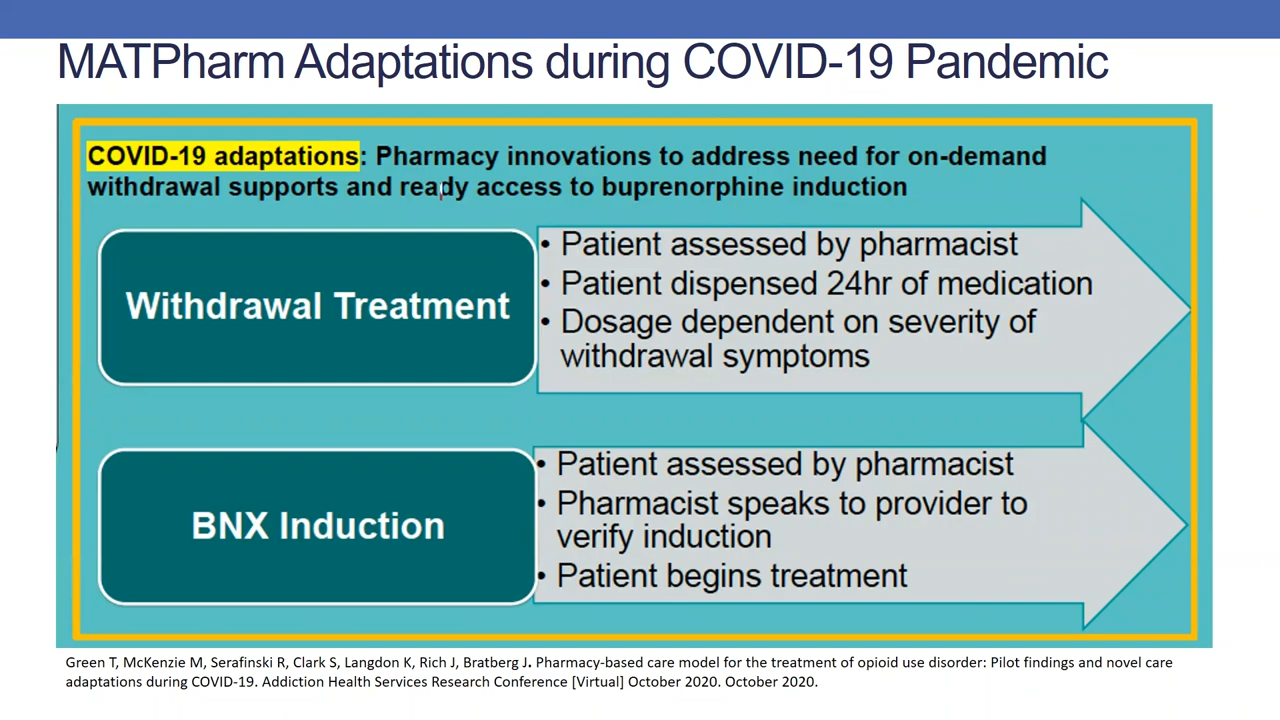 MATPharm Adaptations during COVID-19 Pandemic
COVID-19 adaptations: Pharmacy innovations to address need for on-demand
withdrawal supports and ready access to buprenorphine induction
Withdrawal Treatment
• Patient assessed by pharmacist
• Patient dispensed 24hr of medication
• Dosage dependent on severity of
withdrawal symptoms
BNX Induction
• Patient assessed by pharmacist
• Pharmacist speaks to provider to
verify induction
• Patient begins treatment
Green T, McKenzie M, Serafinski R, Clark S, Langdon K, Rich J, Bratberg J. Pharmacy-based care model for the treatment of opioid use disorder: Pilot findings and novel care
adaptations during COVID-19. Addiction Health Services Research Conference [Virtual] October 2020. October 2020.